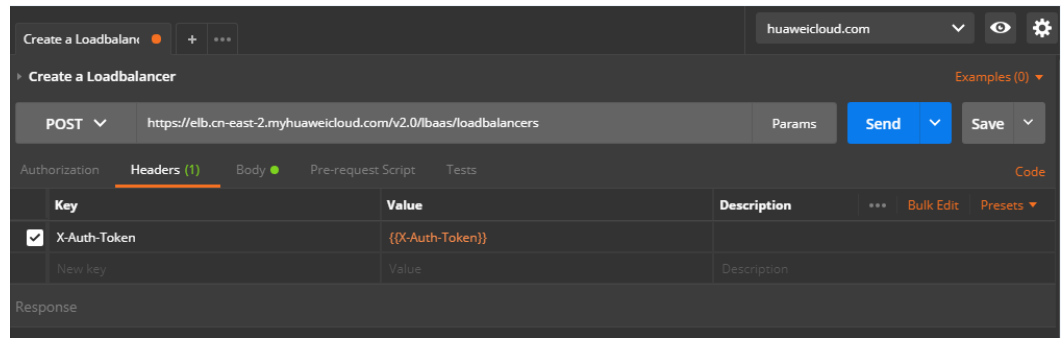 Create a Loadbalanc + ••• huaweicloud.com
Create a Loadbalancer Examples (0)
POST https://elb.cn-east-2.myhuaweicloud.com/v2.0/lbaas/loadbalancers Params Send Save
Authorization Headers (1) Body Pre-request Script Tests Code
Key Value Description ••• Bulk Edit Presets
X-Auth-Token {{X-Auth-Token}}
New key Value Description
Response